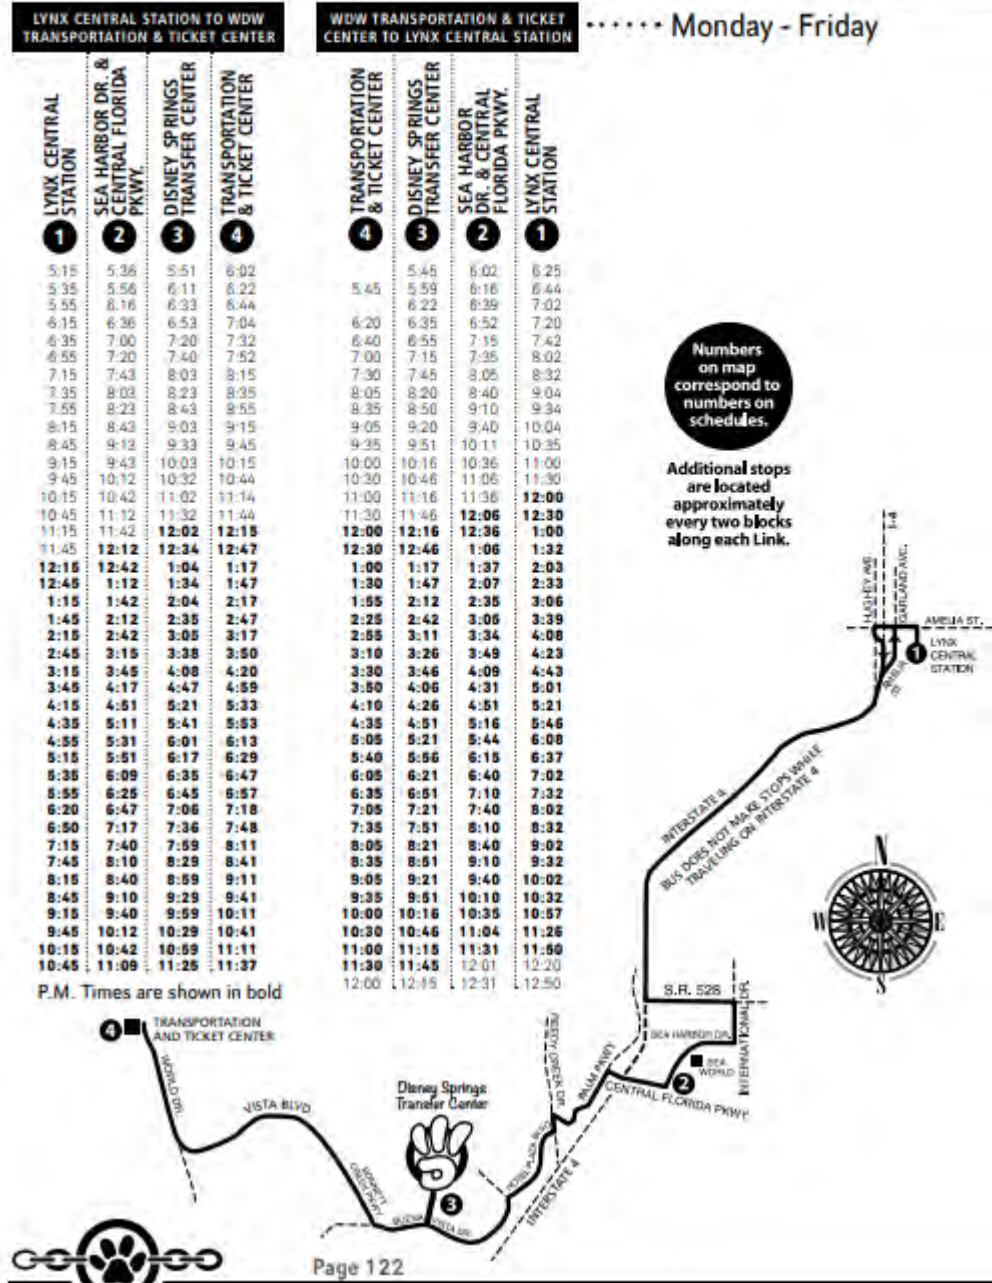 LYNX CENTRAL STATION TO WDW
TRANSPORTATION & TICKET CENTER
LYNX CENTRAL
STATION
SEA HARBOR DR. &
CENTRAL FLORIDA
PKWY.
DISNEY SPRINGS
TRANSFER CENTER
TRANSPORTATION
& TICKET CENTER
1 2 3 4
5:15 5:36 5:51 6:02
5:35 5:56 6:11 6:22
5:55 6:16 6:33 6:44
6:15 6:36 6:53 7:04
6:35 7:00 7:20 7:32
6:55 7:20 7:40 7:52
7:15 7:43 8:03 8:15
7:35 8:03 8:23 8:35
7:55 8:23 8:43 8:55
8:15 8:43 9:03 9:15
8:45 9:13 9:33 9:45
9:15 9:43 10:03 10:15
9:45 10:12 10:32 10:44
10:15 10:42 11:02 11:14
10:45 11:12 11:32 11:44
11:15 11:42 12:02 12:15
11:45 12:12 12:34 12:47
12:15 12:42 1:04 1:17
12:45 1:12 1:34 1:47
1:15 1:42 2:04 2:17
1:45 2:12 2:35 2:47
2:15 2:42 3:05 3:17
2:45 3:15 3:38 3:50
3:15 3:45 4:08 4:20
3:45 4:17 4:47 4:59
4:15 4:51 5:21 5:33
4:35 5:11 5:41 5:53
4:55 5:31 6:01 6:13
5:15 5:51 6:17 6:29
5:35 6:09 6:35 6:47
5:55 6:25 6:45 6:57
6:20 6:47 7:06 7:18
6:50 7:17 7:36 7:48
7:15 7:40 7:59 8:11
7:45 8:10 8:29 8:41
8:15 8:40 8:59 9:11
8:45 9:10 9:29 9:41
9:15 9:40 9:59 10:11
9:45 10:12 10:29 10:41
10:15 10:42 10:59 11:11
10:45 11:09 11:25 11:37
P.M. Times are shown in bold
WDW TRANSPORTATION & TICKET
CENTER TO LYNX CENTRAL STATION
TRANSPORTATION
& TICKET CENTER
DISNEY SPRINGS
TRANSFER CENTER
SEA HARBOR
DR. & CENTRAL
FLORIDA PKWY.
LYNX CENTRAL
STATION
4 3 2 1
5:45 6:02 6:25
5:45 5:59 6:16 6:44
6:22 6:39 7:02
6:20 6:35 6:52 7:20
6:40 6:55 7:15 7:42
7:00 7:15 7:35 8:02
7:30 7:45 8:05 8:32
8:05 8:20 8:40 9:04
8:35 8:50 9:10 9:34
9:05 9:20 9:40 10:04
9:35 9:51 10:11 10:35
10:00 10:16 10:36 11:00
10:30 10:46 11:06 11:30
11:00 11:16 11:36 12:00
11:30 11:46 12:06 12:30
12:00 12:16 12:36 1:00
12:30 12:46 1:06 1:32
1:00 1:17 1:37 2:03
1:30 1:47 2:07 2:33
1:55 2:12 2:35 3:06
2:25 2:42 3:05 3:39
2:55 3:11 3:34 4:08
3:10 3:26 3:49 4:23
3:30 3:46 4:09 4:43
3:50 4:06 4:31 5:01
4:10 4:26 4:51 5:21
4:35 4:51 5:16 5:46
5:05 5:21 5:44 6:08
5:40 5:56 6:15 6:37
6:05 6:21 6:40 7:02
6:35 6:51 7:10 7:32
7:05 7:21 7:40 8:02
7:35 7:51 8:10 8:32
8:05 8:21 8:40 9:02
8:35 8:51 9:10 9:32
9:05 9:21 9:40 10:02
9:35 9:51 10:10 10:32
10:00 10:16 10:35 10:57
10:30 10:46 11:04 11:26
11:00 11:15 11:31 11:50
11:30 11:45 12:01 12:20
12:00 12:15 12:31 12:50
Monday - Friday
Numbers
on map
correspond to
numbers on
schedules.
Additional stops
are located
approximately
every two blocks
along each Link.
I-4
HUGHEY AVE.
GARLAND AVE.
AMELIA ST.
1
LYNX
CENTRAL
STATION
AMELIA
ST.
INTERSTATE 4
BUS DOES NOT MAKE STOPS WHILE
TRAVELING ON INTERSTATE 4
N
W E
S
S.R. 528
INTERNATIONAL DR.
SEA HARBOR DR.
SEA
WORLD
2
CENTRAL FLORIDA PKWY
PALM PKWY
HOTEL PLAZA BLVD
INTERSTATE 4
4
TRANSPORTATION
AND TICKET CENTER
WORLD DR.
VISTA BLVD
Disney Springs
Transfer Center
3
BUENA VISTA DR.
Page 122